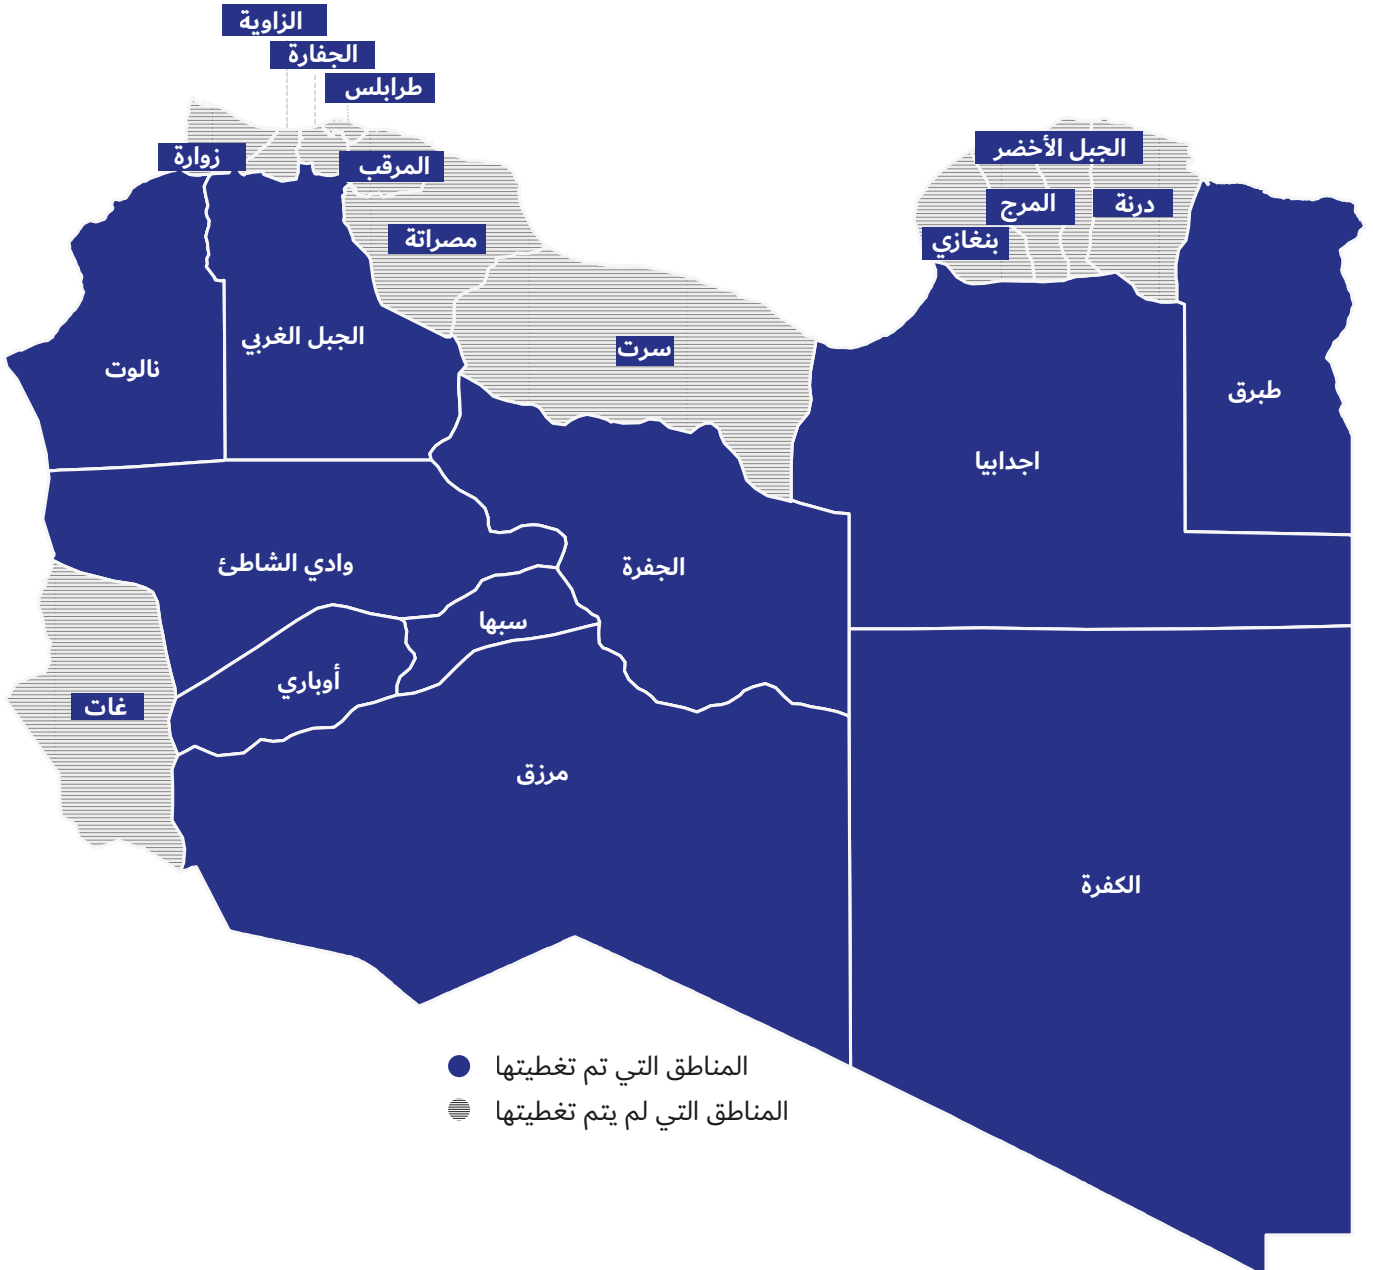 الزاوية
الجفارة
طرابلس
زوارة
المرقب
الجبل الأخضر
المرج
درنة
مصراتة
بنغازي
الجبل الغربي
سرت
نالوت
طبرق
اجدابيا
وادي الشاطئ
الجفرة
سبها
أوباري
غات
مرزق
الكفرة
المناطق التي تم تغطيتها
المناطق التي لم يتم تغطيتها